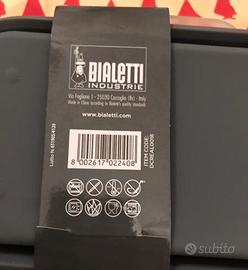 BIALETTI
INDUSTRIE
Via Fogliano 1 - 25030 Coccaglio (Bs) - Italy
Made in China according to Bialetti's quality standards
www.bialetti.com
8 002617 022408
ITEM CODE:
subito